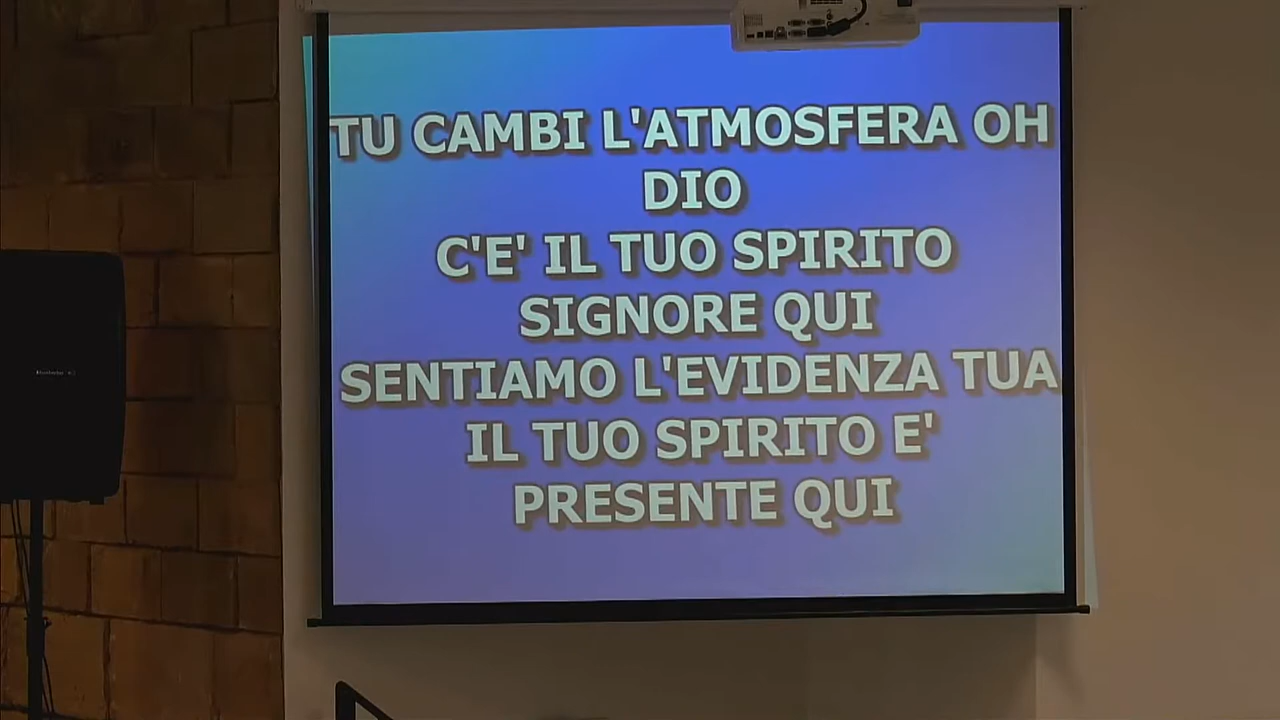 TU CAMBI L'ATMOSFERA OH
DIO
C'E' IL TUO SPIRITO
SIGNORE QUI
SENTIAMO L'EVIDENZA TUA
IL TUO SPIRITO E'
PRESENTE QUI